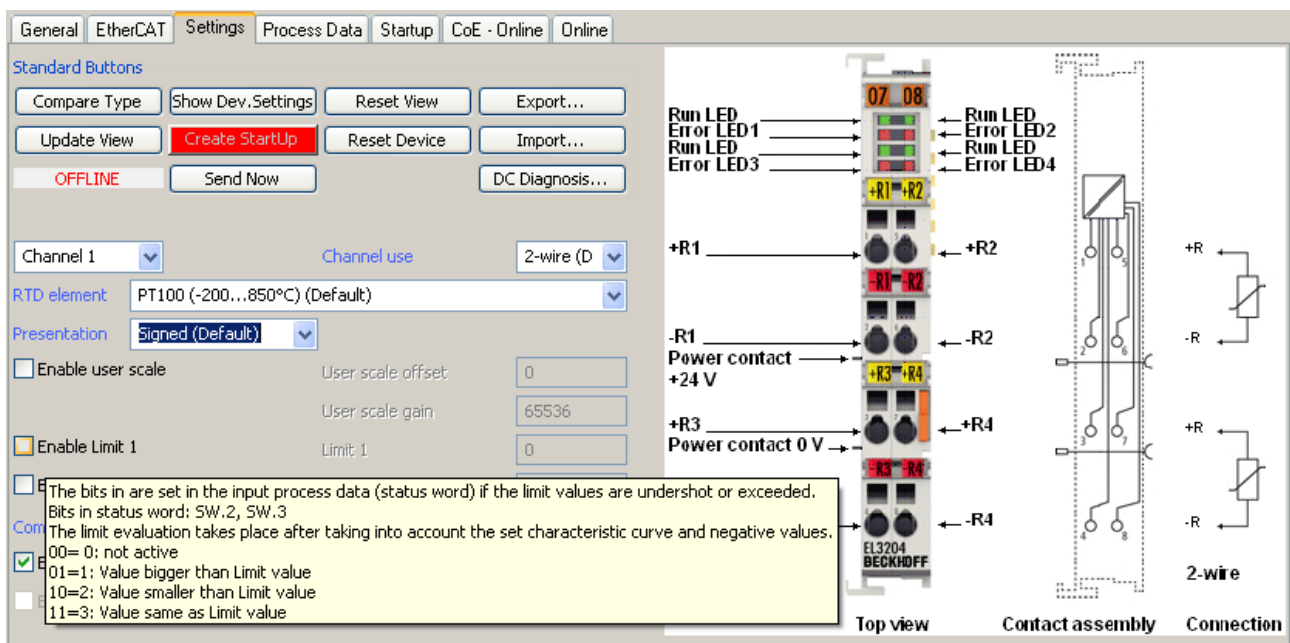 General EtherCAT Settings Process Data Startup CoE - Online Online
Standard Buttons
Compare Type Show Dev.Settings Reset View Export...
Update View Create StartUp Reset Device Import...
OFFLINE Send Now DC Diagnosis...
Channel 1 Channel use 2-wire (D
RTD element PT100 (-200...850°C) (Default)
Presentation Signed (Default)
Enable user scale User scale offset 0
User scale gain 65536
Enable Limit 1 Limit 1 0
The bits in are set in the input process data (status word) if the limit values are undershot or exceeded.
Bits in status word: SW.2, SW.3
The limit evaluation takes place after taking into account the set characteristic curve and negative values.
00= 0: not active
01=1: Value bigger than Limit value
10=2: Value smaller than Limit value
11=3: Value same as Limit value
07 08
Run LED Run LED
Error LED1 Error LED2
Run LED Run LED
Error LED3 Error LED4
+R1 +R2
+R1 +R2
1 5
+R
-R1 -R2
-R1 -R2
2 6
-R
Power contact
+24 V
+R3 +R4
+R3 +R4
3 7
+R
Power contact 0 V
-R3 -R4
-R4
4 8
-R
EL3204
BECKHOFF
2-wire
Top view Contact assembly Connection